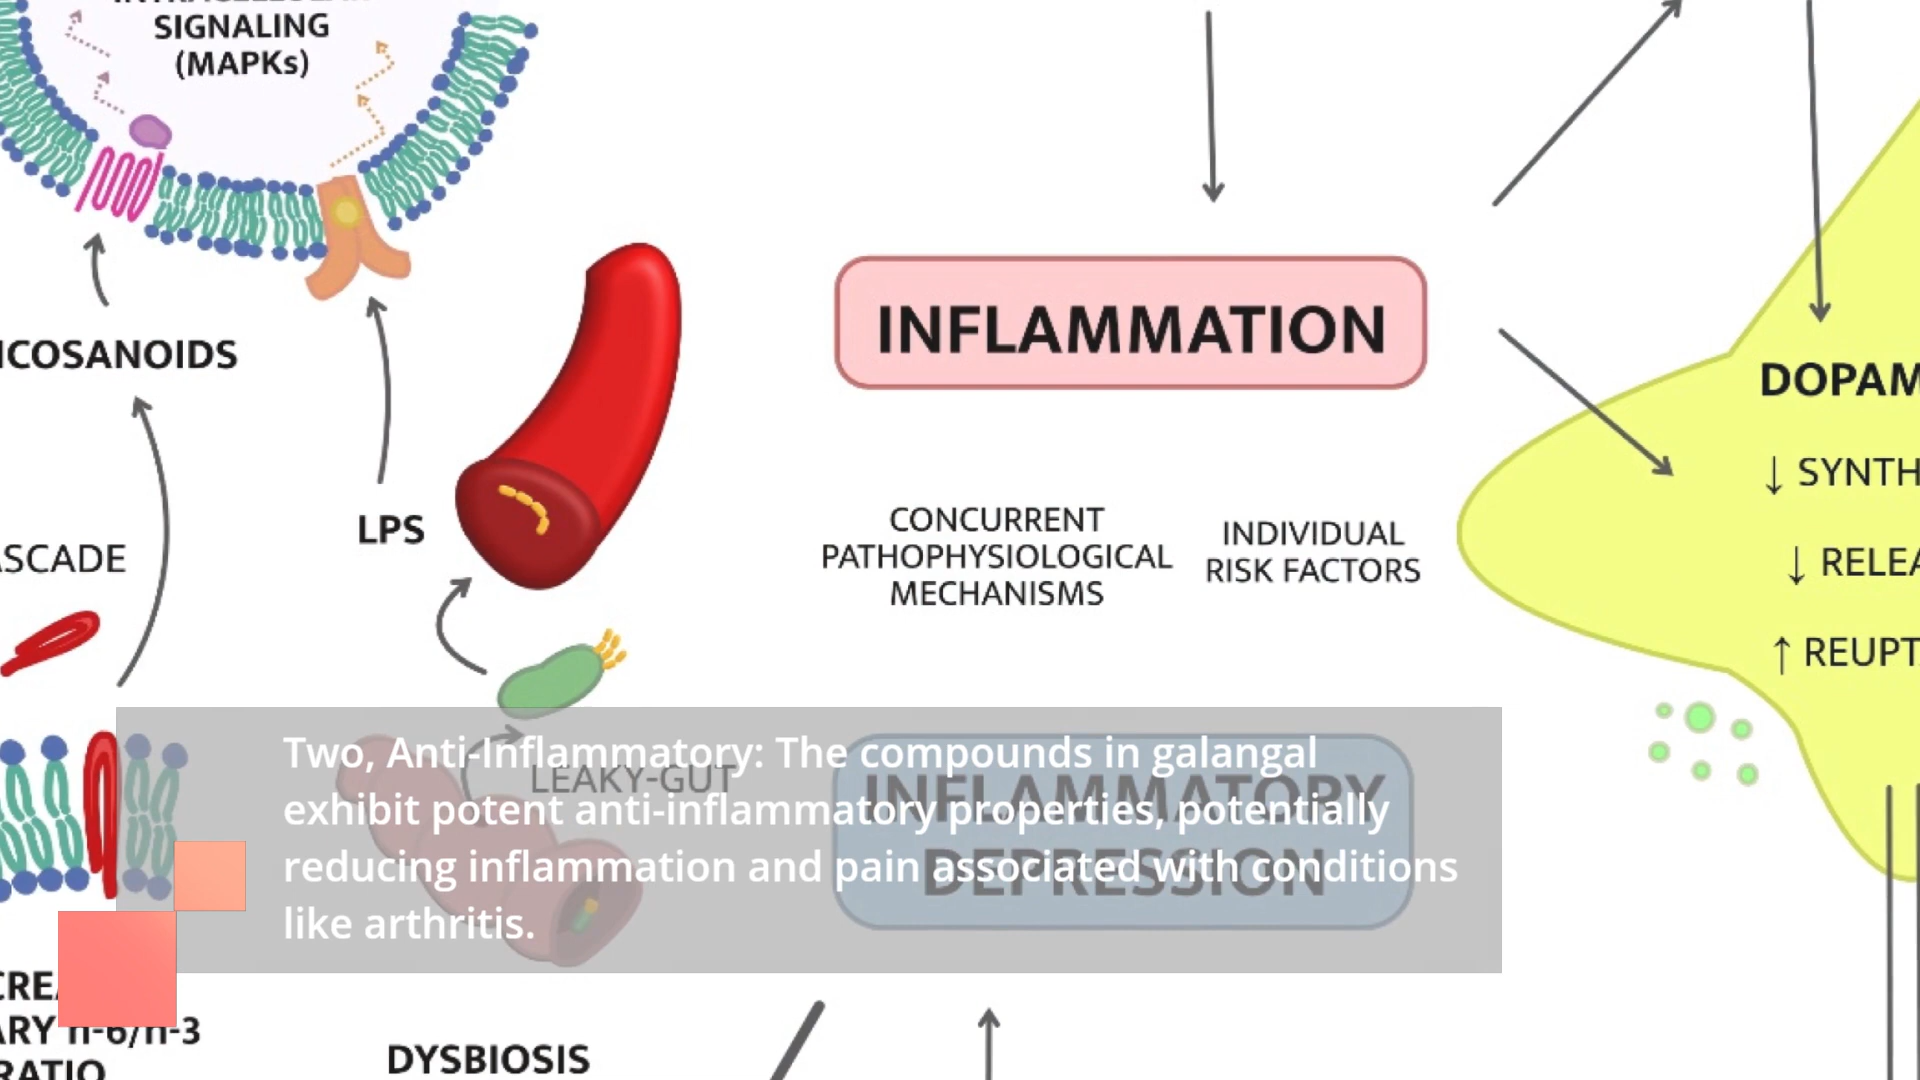 SIGNALING
(MAPKs)
ICOSANOIDS
INFLAMMATION
DOPAM
↓ SYNTH
LPS
CONCURRENT
PATHOPHYSIOLOGICAL
MECHANISMS
INDIVIDUAL
RISK FACTORS
SCADE
↓ RELEA
↑ REUPT
Two, Anti-Inflammatory: The compounds in galangal
exhibit potent anti-inflammatory properties, potentially
reducing inflammation and pain associated with conditions
like arthritis.
LEAKY-GUT
INFLAMMATORY
DEPRESSION
CREA
ARY n-6/n-3
RATIO
DYSBIOSIS